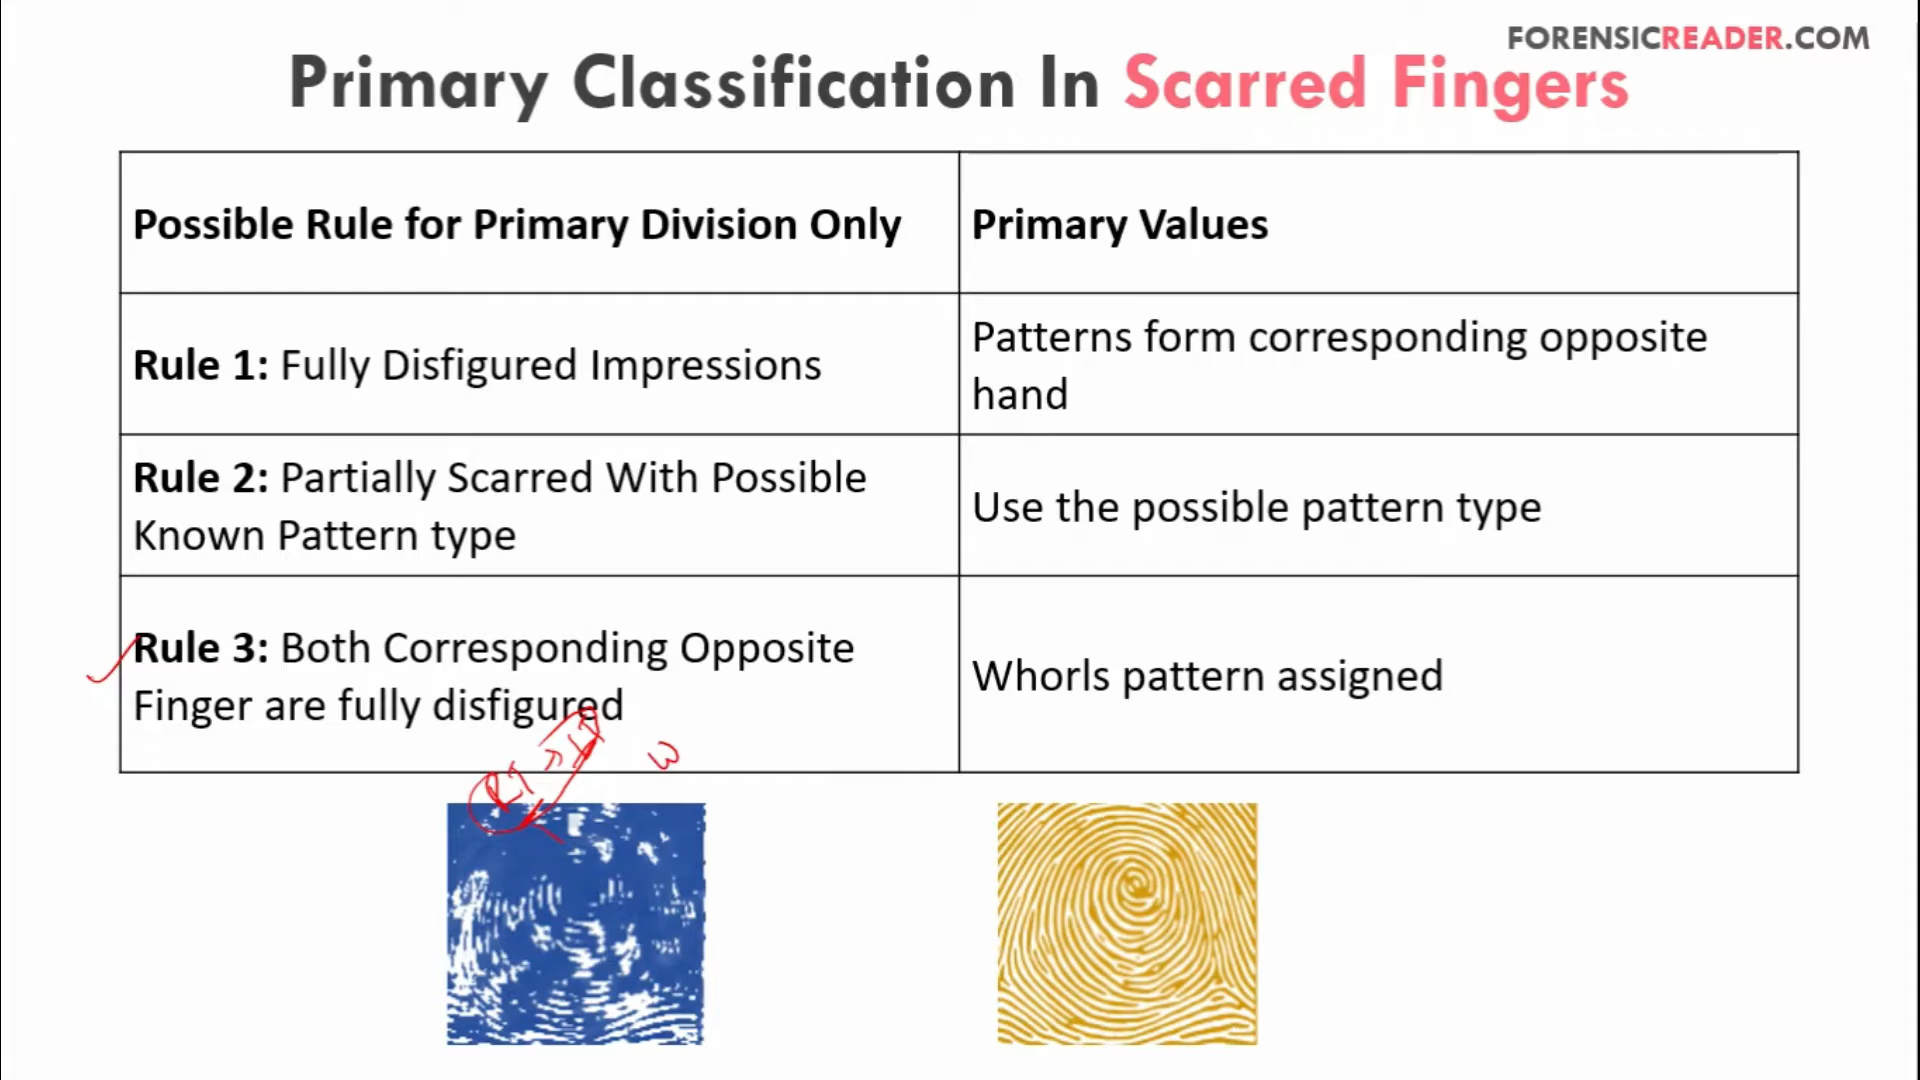 FORENSICREADER.COM
Primary Classification In Scarred Fingers
Possible Rule for Primary Division Only
Primary Values
Rule 1: Fully Disfigured Impressions
Patterns form corresponding opposite
hand
Rule 2: Partially Scarred With Possible
Known Pattern type
Use the possible pattern type
Rule 3: Both Corresponding Opposite
Finger are fully disfigured
Whorls pattern assigned
RT
W